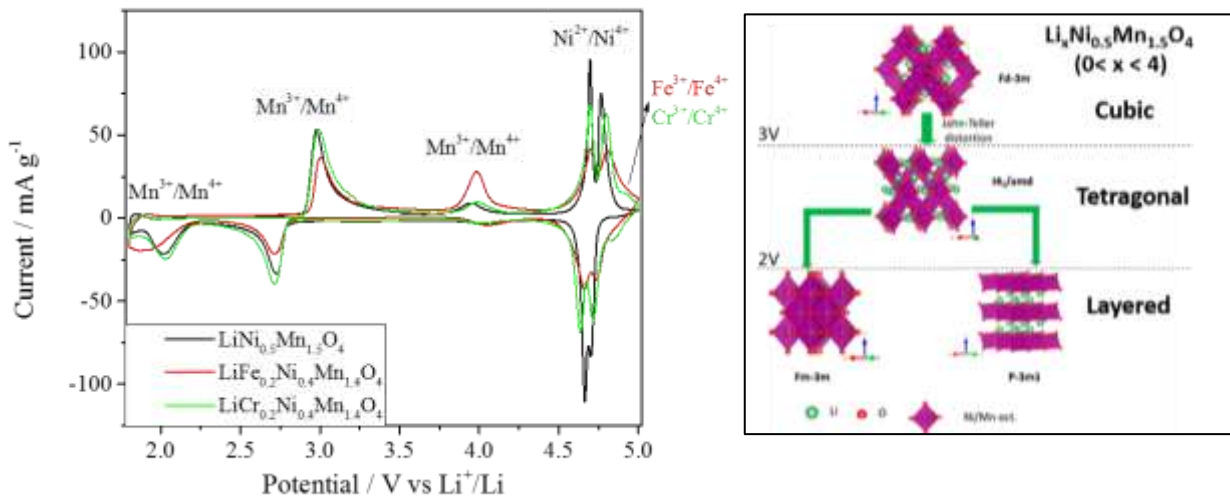 Current / mA g⁻¹
100
50
0
-50
-100
Ni²⁺/Ni⁴⁺
Fe³⁺/Fe⁴⁺
Cr³⁺/Cr⁴⁺
Mn³⁺/Mn⁴⁺
Mn³⁺/Mn⁴⁺
Mn³⁺/Mn⁴⁺
LiNi₀.₅Mn₁.₅O₄
LiFe₀.₂Ni₀.₄Mn₁.₄O₄
LiCr₀.₂Ni₀.₄Mn₁.₄O₄
2.0 2.5 3.0 3.5 4.0 4.5 5.0
Potential / V vs Li⁺/Li
LiₓNi₀.₅Mn₁.₅O₄
(0< x < 4)
Fd-3m
Cubic
Jahn-Teller
distortion
3V
I4₁/amd
Tetragonal
2V
Layered
Fm-3m
P-3m1
Li
O
Ni/Mn oct.